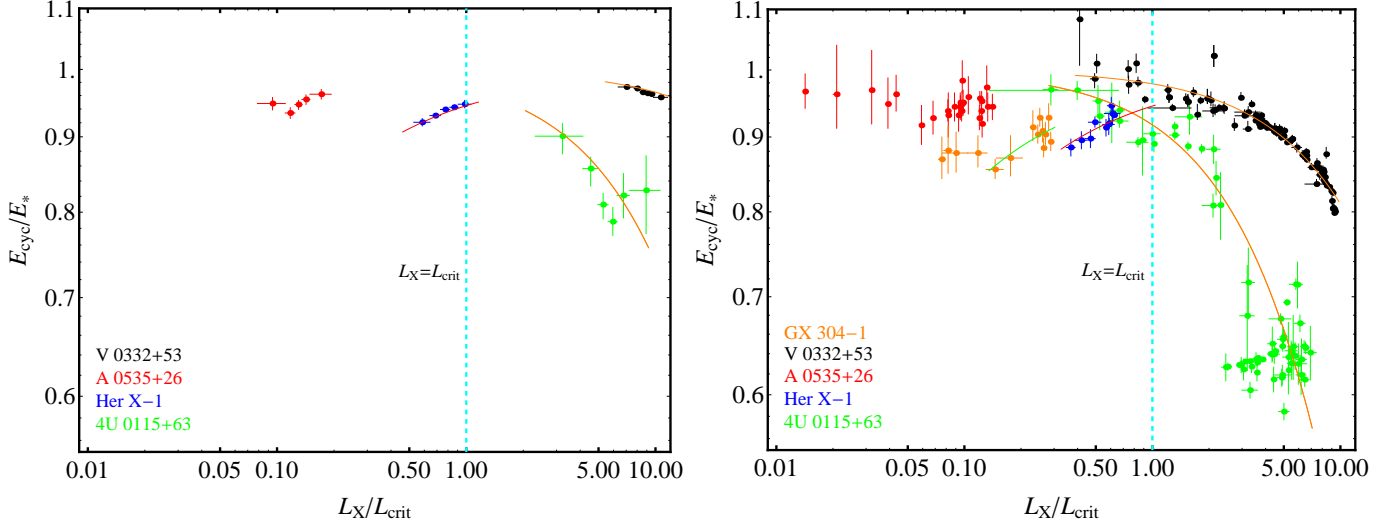 1.1
1.
0.9
0.8
0.7
0.6
E_cyc/E_*
L_X=L_crit
V 0332+53
A 0535+26
Her X−1
4U 0115+63
0.01
0.05
0.10
0.50
1.00
5.00
10.00
L_X/L_crit
1.1
1.
0.9
0.8
0.7
0.6
E_cyc/E_*
L_X=L_crit
GX 304−1
V 0332+53
A 0535+26
Her X−1
4U 0115+63
0.01
0.05
0.10
0.50
1.00
5.00
10.00
L_X/L_crit